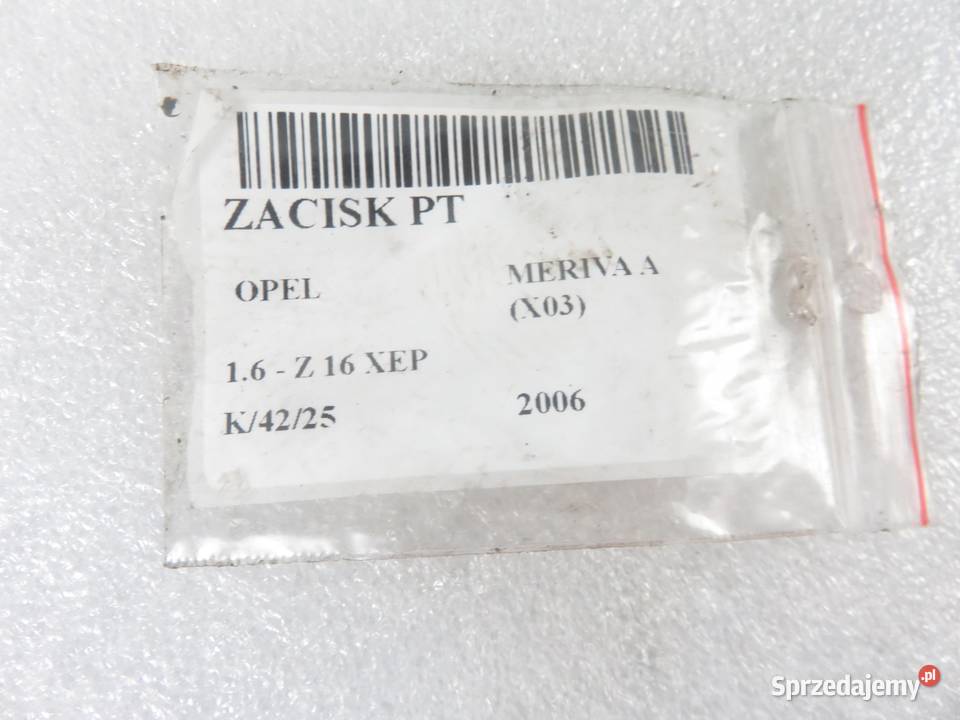 ZACISK PT
OPEL
MERIVA A
(X03)
1.6 - Z 16 XEP
K/42/25
2006
Sprzedajemy.pl